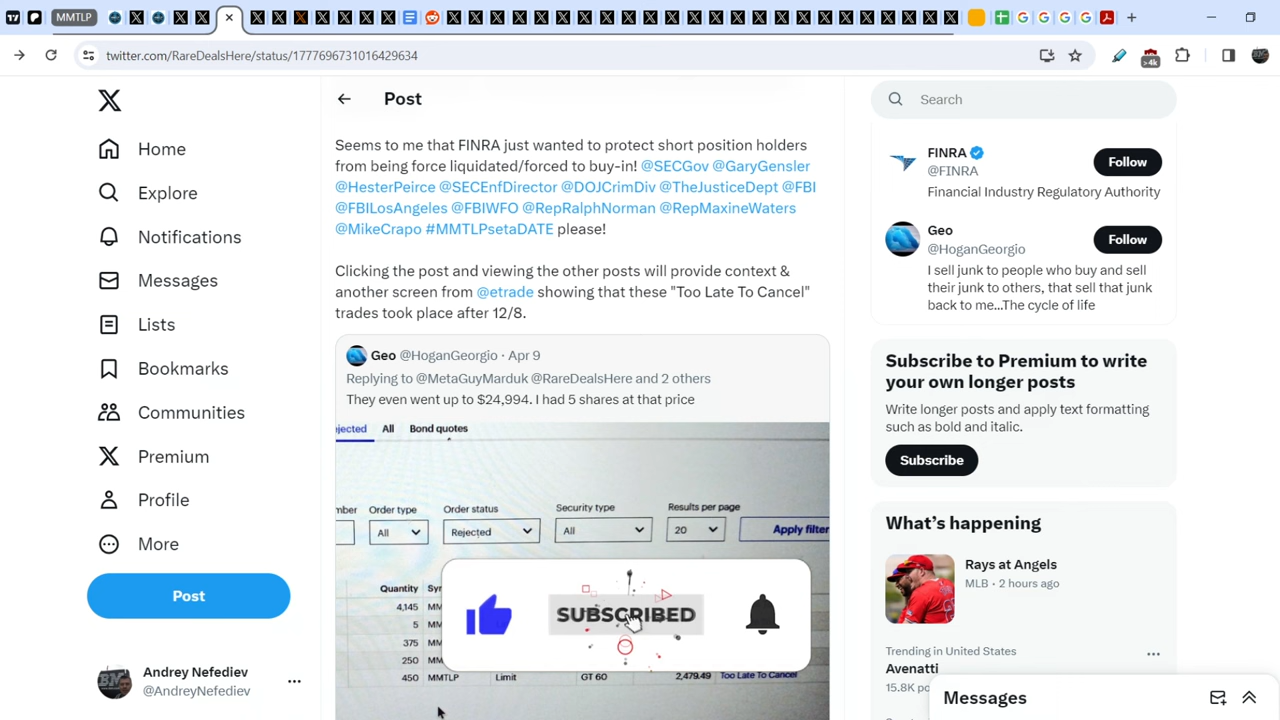 MMTLP
twitter.com/RareDealsHere/status/1777696731016429634
>4k
Home
Explore
Notifications
Messages
Lists
Bookmarks
Communities
Premium
Profile
More
Post
Andrey Nefediev
@AndreyNefediev
Post
Seems to me that FINRA just wanted to protect short position holders
from being force liquidated/forced to buy-in! @SECGov @GaryGensler
@HesterPeirce @SECEnfDirector @DOJCrimDiv @TheJusticeDept @FBI
@FBILosAngeles @FBIWFO @RepRalphNorman @RepMaxineWaters
@MikeCrapo #MMTLPsetaDATE please!
Clicking the post and viewing the other posts will provide context &
another screen from @etrade showing that these "Too Late To Cancel"
trades took place after 12/8.
Geo @HoganGeorgio · Apr 9
Replying to @MetaGuyMarduk @RareDealsHere and 2 others
They even went up to $24,994. I had 5 shares at that price
jected All Bond quotes
mber Order type Order status Security type Results per page
All Rejected All 20 Apply filter
Quantity Syr
4,145 MM
5 MM
375 MM
250 MM
450 MMTLP Limit GT 60 2,479.49 Too Late To Cancel
SUBSCRIBED
Search
FINRA
@FINRA
Follow
Financial Industry Regulatory Authority
Geo
@HoganGeorgio
Follow
I sell junk to people who buy and sell
their junk to others, that sell that junk
back to me...The cycle of life
Subscribe to Premium to write
your own longer posts
Write longer posts and apply text formatting
such as bold and italic.
Subscribe
What's happening
Rays at Angels
MLB · 2 hours ago
Trending in United States
Avenatti
15.8K po
Messages